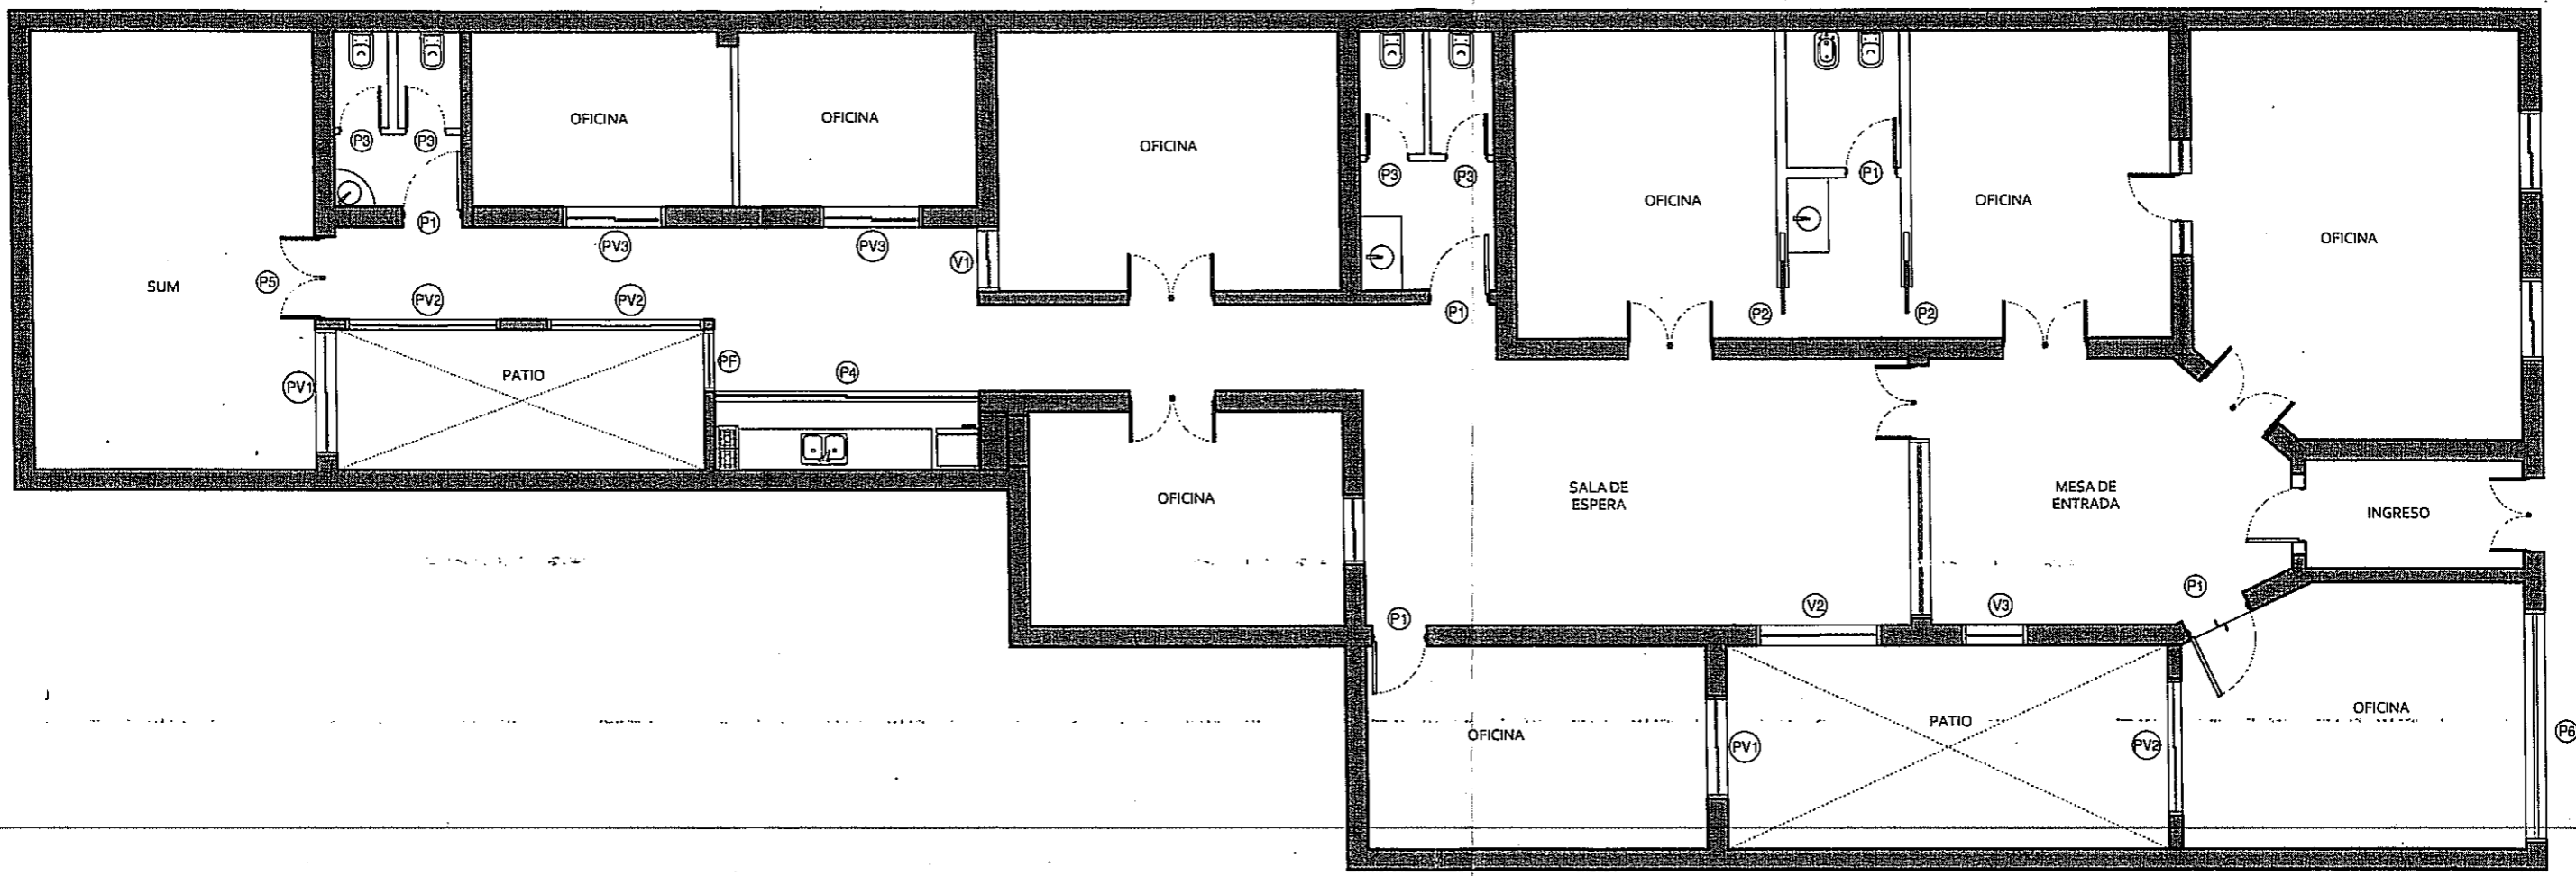 OFICINA
OFICINA
OFICINA
P3
P3
P3
P3
P1
OFICINA
OFICINA
P1
PV3
PV3
V1
OFICINA
SUM
P5
PV2
PV2
P1
P2
P2
PF
P4
PATIO
PV1
OFICINA
SALA DE
ESPERA
MESA DE
ENTRADA
INGRESO
P1
V2
V3
P1
OFICINA
PATIO
OFICINA
P6
PV1
PV2